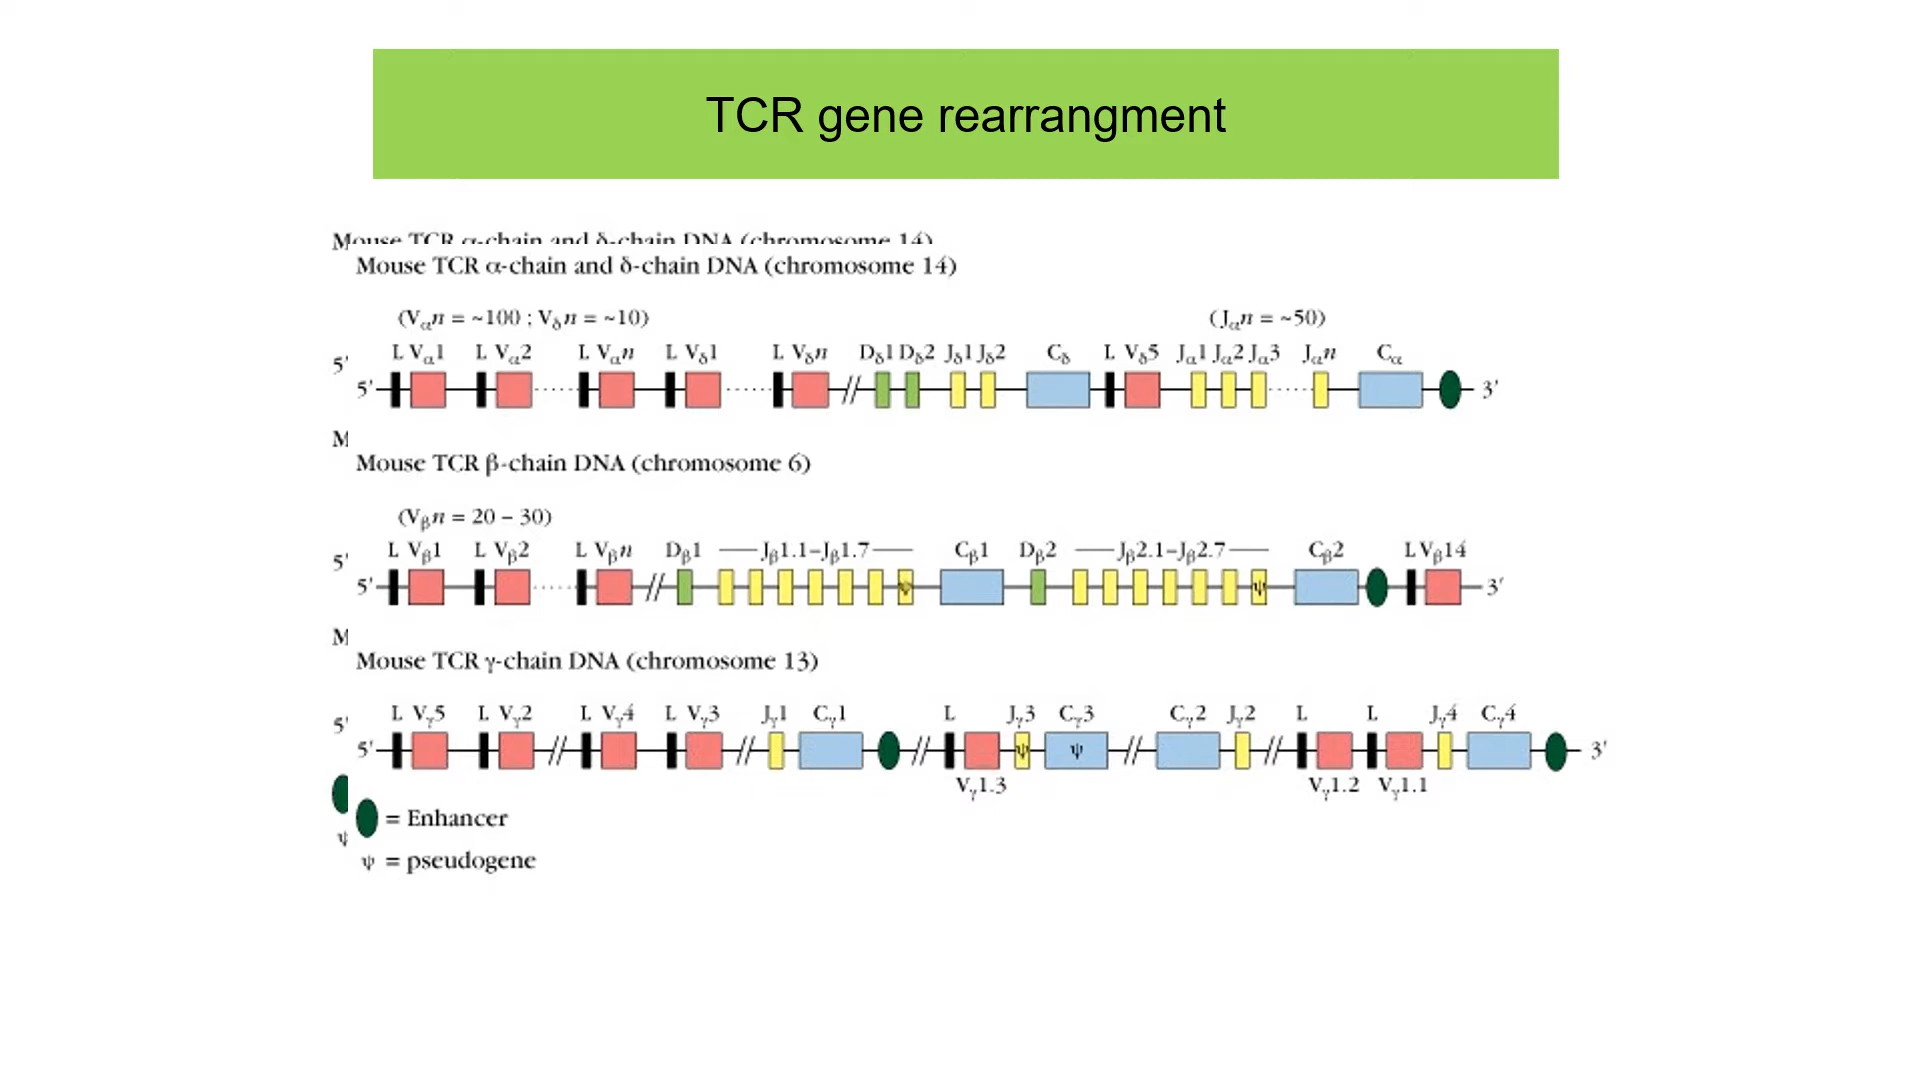 TCR gene rearrangment
Mouse TCR α-chain and δ-chain DNA (chromosome 14)
Mouse TCR α-chain and δ-chain DNA (chromosome 14)
(Vαn = ~100 ; Vδn = ~10) (Jαn = ~50)
L Vα1 L Vα2 L Vαn L Vδ1 L Vδn Dδ1 Dδ2 Jδ1 Jδ2 Cδ L Vδ5 Jα1 Jα2 Jα3 Jαn Cα
5'
5' 3'
M
Mouse TCR β-chain DNA (chromosome 6)
(Vβn = 20 – 30)
L Vβ1 L Vβ2 L Vβn Dβ1 Jβ1.1–Jβ1.7 Cβ1 Dβ2 Jβ2.1–Jβ2.7 Cβ2 L Vβ14
5'
5' ψ ψ 3'
M
Mouse TCR γ-chain DNA (chromosome 13)
L Vγ5 L Vγ2 L Vγ4 L Vγ3 Jγ1 Cγ1 L Jγ3 Cγ3 Cγ2 Jγ2 L L Jγ4 Cγ4
5'
5' ψ ψ 3'
Vγ1.3 Vγ1.2 Vγ1.1
= Enhancer
ψ
ψ = pseudogene